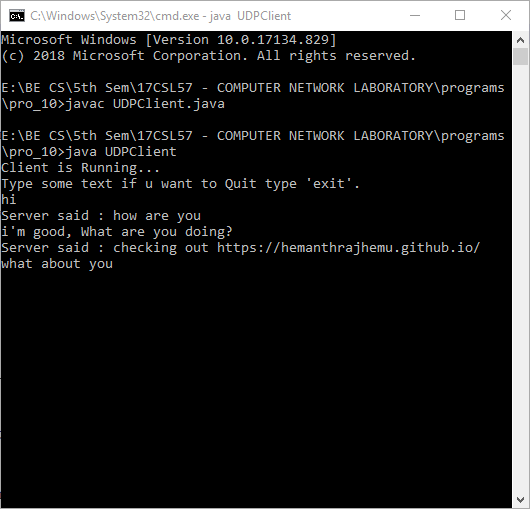 C:\Windows\System32\cmd.exe - java  UDPClient
Microsoft Windows [Version 10.0.17134.829]
(c) 2018 Microsoft Corporation. All rights reserved.
E:\BE CS\5th Sem\17CSL57 - COMPUTER NETWORK LABORATORY\programs
\pro_10>javac UDPClient.java
E:\BE CS\5th Sem\17CSL57 - COMPUTER NETWORK LABORATORY\programs
\pro_10>java UDPClient
Client is Running...
Type some text if u want to Quit type 'exit'.
hi
Server said : how are you
i'm good, What are you doing?
Server said : checking out https://hemanthrajhemu.github.io/
what about you